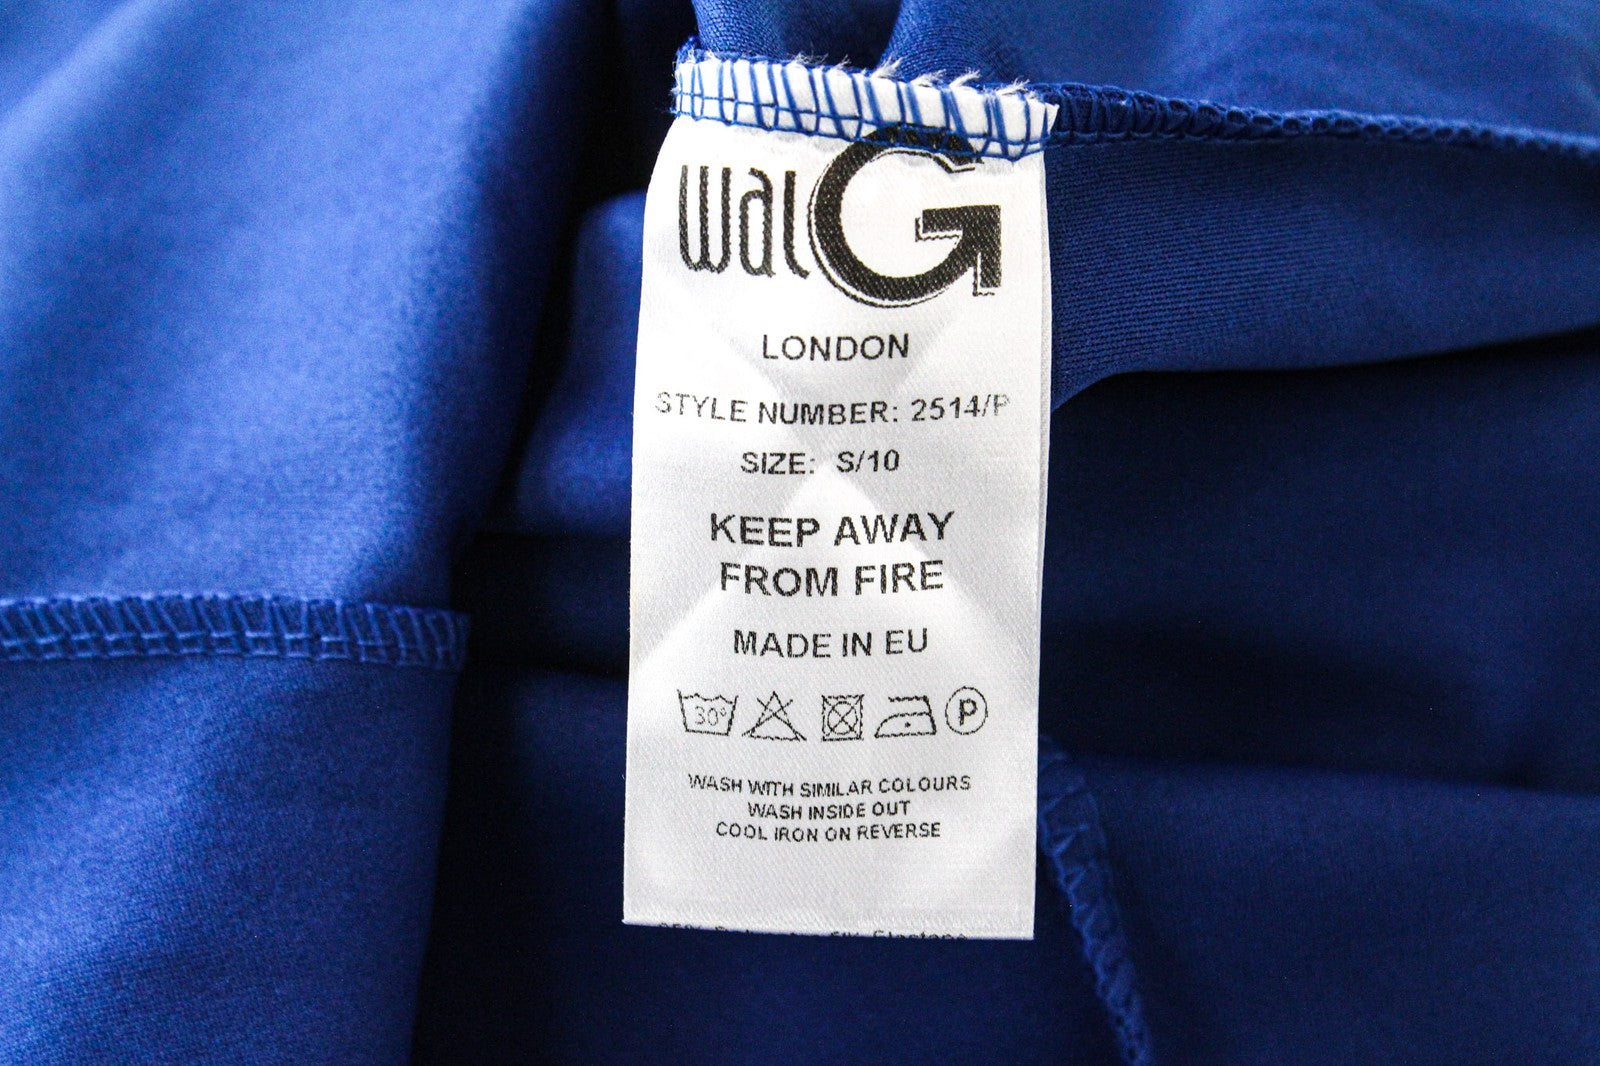 walG
LONDON
STYLE NUMBER: 2514/P
SIZE: S/10
KEEP AWAY
FROM FIRE
MADE IN EU
30° P
WASH WITH SIMILAR COLOURS
WASH INSIDE OUT
COOL IRON ON REVERSE